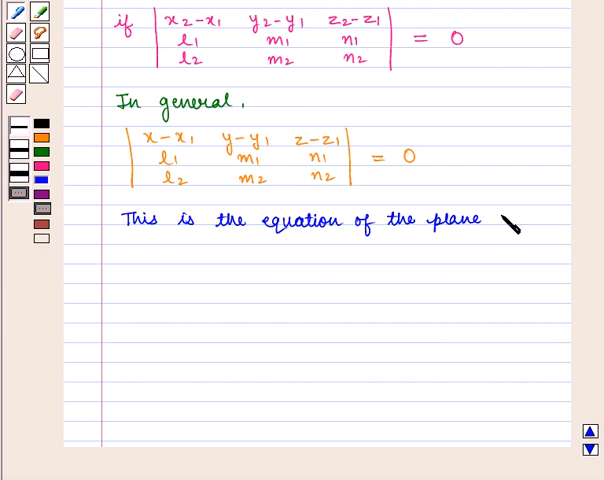 if | x₂-x₁ y₂-y₁ z₂-z₁ |
| l₁ m₁ n₁ | = 0
| l₂ m₂ n₂ |
In general,
| x-x₁ y-y₁ z-z₁ |
| l₁ m₁ n₁ | = 0
| l₂ m₂ n₂ |
This is the equation of the plane